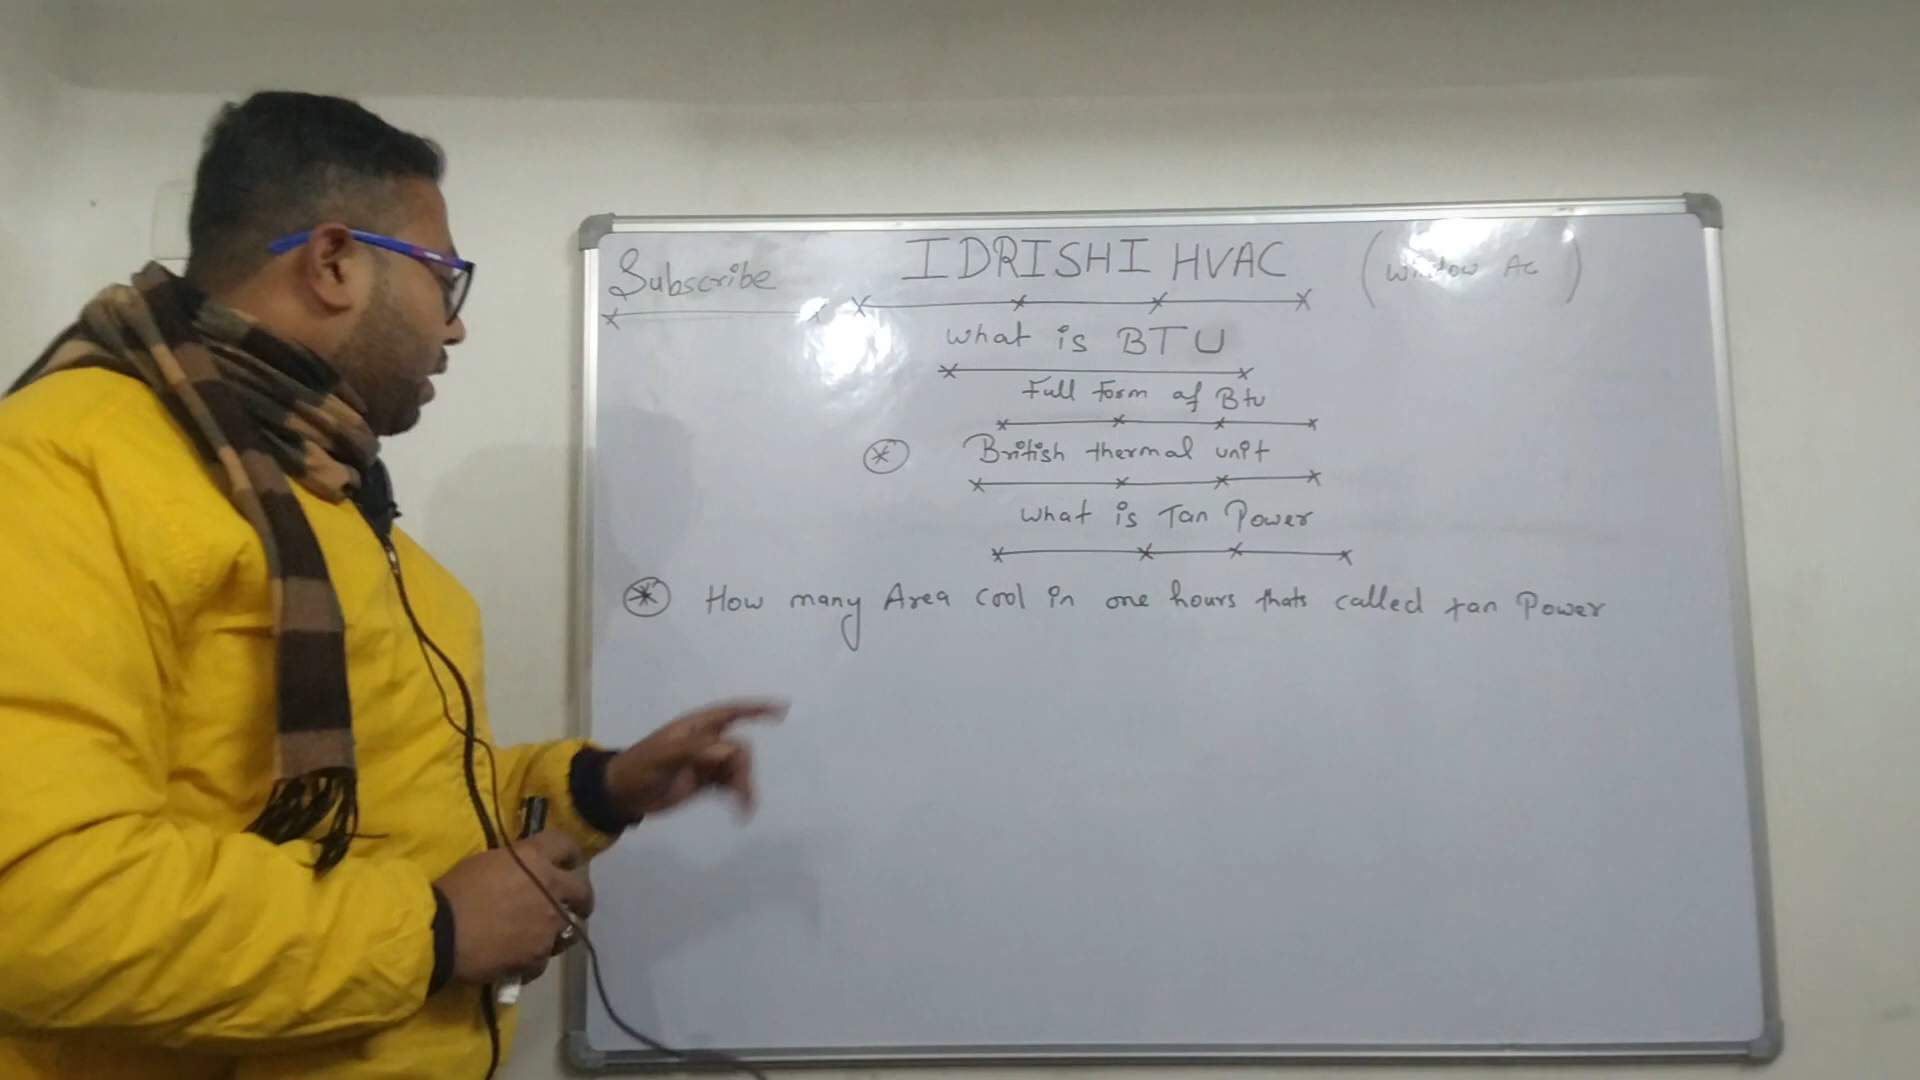 Subscribe IDRISHI HVAC (Window Ac)
What is BTU
Full form of Btu
British thermal unit
What is Tan Power
How many Area cool in one hours thats called tan Power